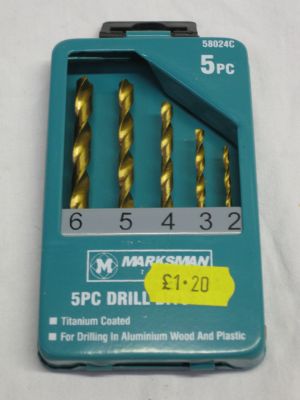 58024C
5PC
6 5 4 3 2
M MARKSMAN
£1·20
5PC DRILL
Titanium Coated
For Drilling in Aluminium Wood And Plastic